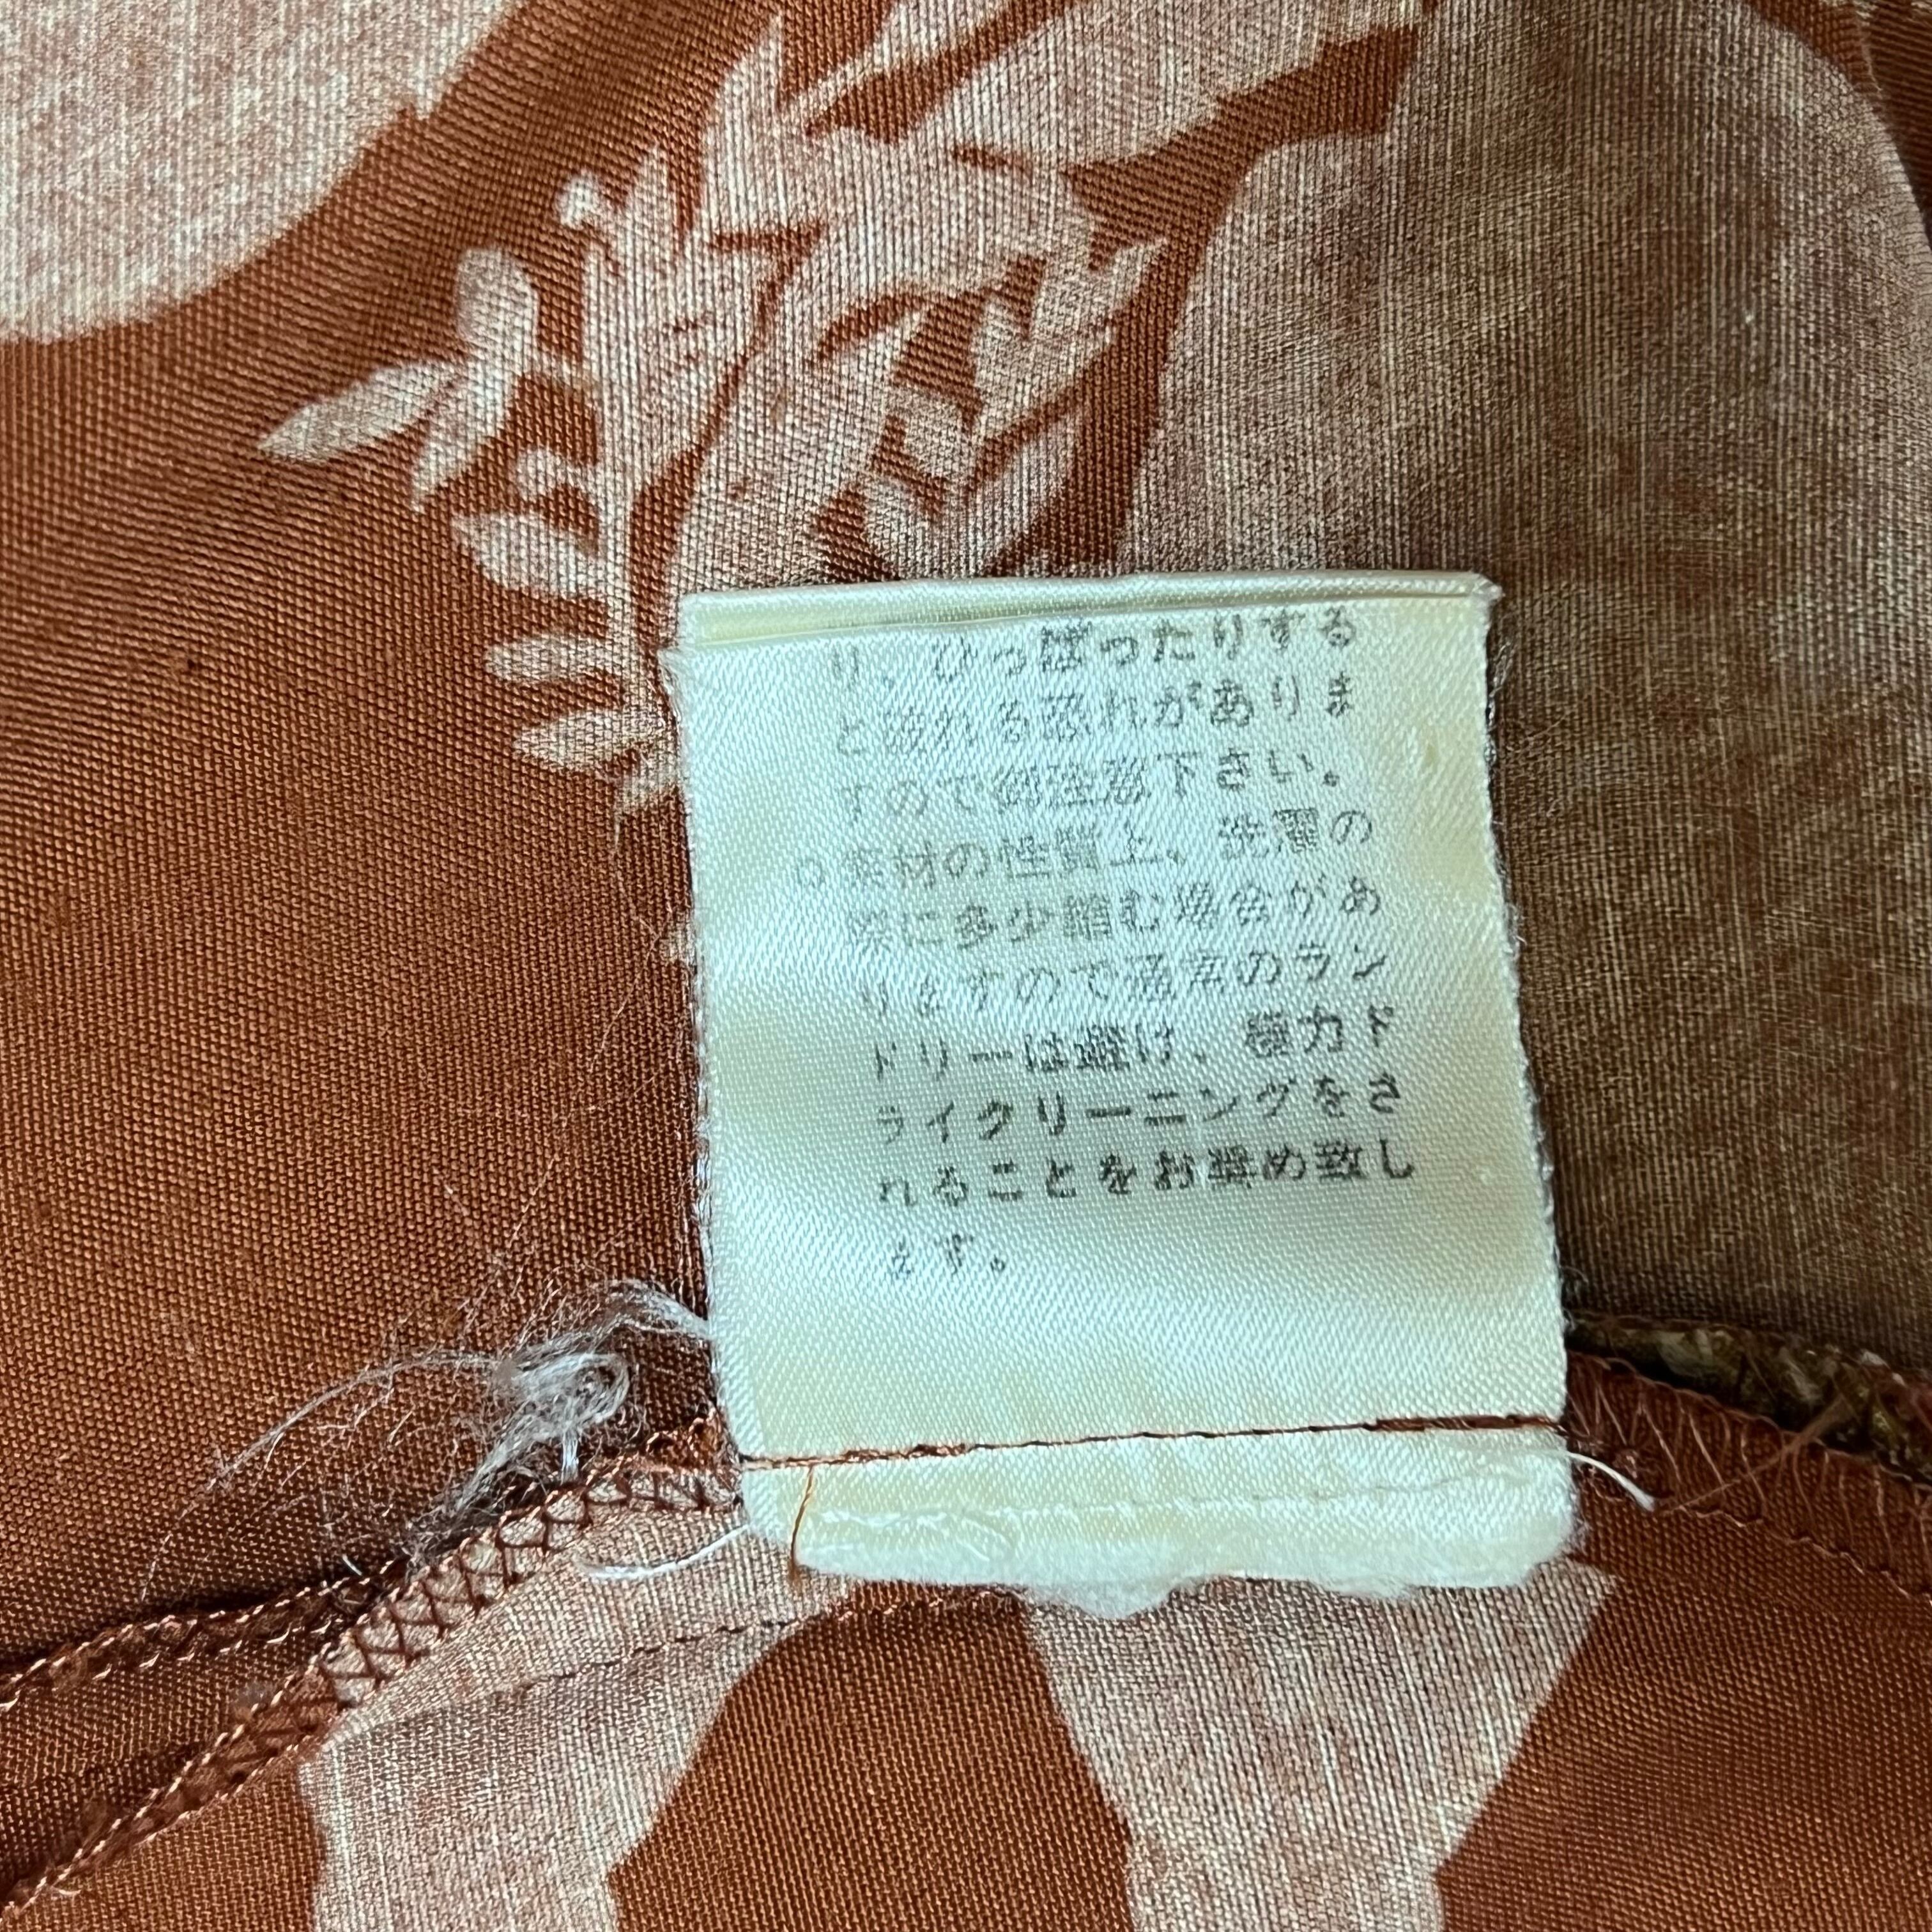 り、ひっぱったりする
と破れる恐れがありま
すので御注意下さい。
○素材の性質上、洗濯の
際に多少縮む場合があ
りますので通常のラン
ドリーは避け、極力ド
ライクリーニングをさ
れることをお奨め致し
ます。